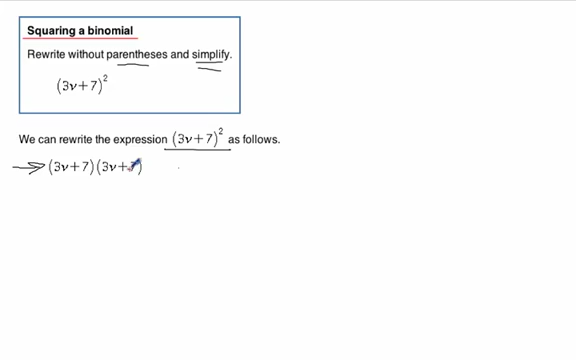 Squaring a binomial
Rewrite without parentheses and simplify.
(3v+7)²
We can rewrite the expression (3v+7)² as follows.
(3v+7)(3v+7)